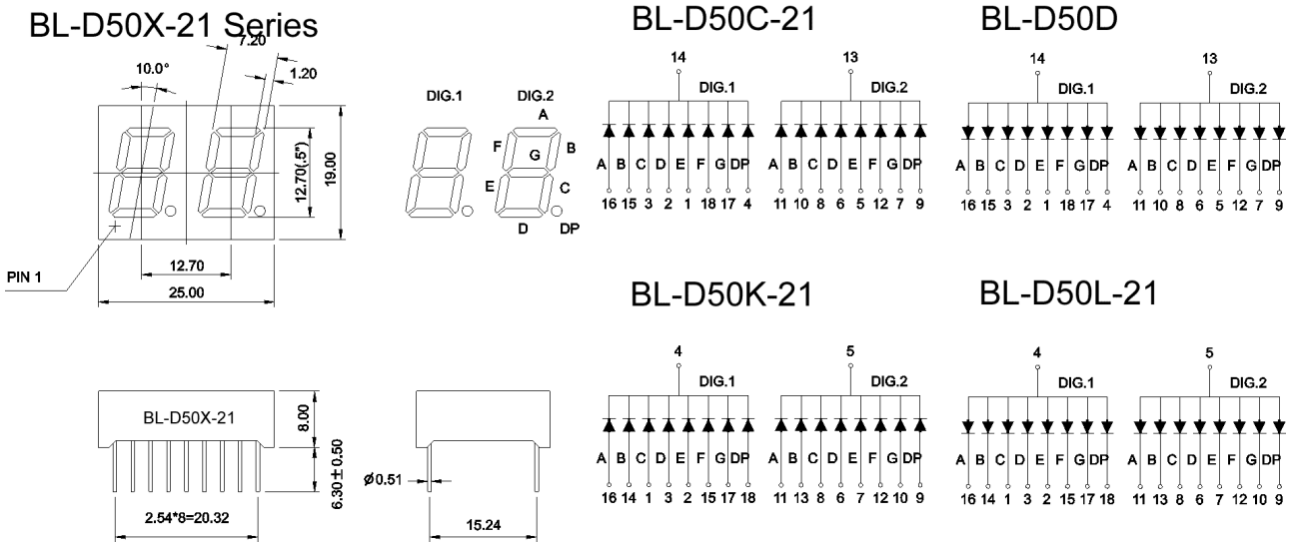 BL-D50X-21 Series
7.20
10.0°
1.20
12.70(.5")
19.00
PIN 1
12.70
25.00
DIG.1 DIG.2
A
F B
G
E C
D DP
BL-D50C-21
14 13
DIG.1 DIG.2
A B C D E F G DP A B C D E F G DP
16 15 3 2 1 18 17 4 11 10 8 6 5 12 7 9
BL-D50D
14 13
DIG.1 DIG.2
A B C D E F G DP A B C D E F G DP
16 15 3 2 1 18 17 4 11 10 8 6 5 12 7 9
BL-D50X-21
8.00
6.30±0.50
2.54*8=20.32
Ø0.51
15.24
BL-D50K-21
4 5
DIG.1 DIG.2
A B C D E F G DP A B C D E F G DP
16 14 1 3 2 15 17 18 11 13 8 6 7 12 10 9
BL-D50L-21
4 5
DIG.1 DIG.2
A B C D E F G DP A B C D E F G DP
16 14 1 3 2 15 17 18 11 13 8 6 7 12 10 9